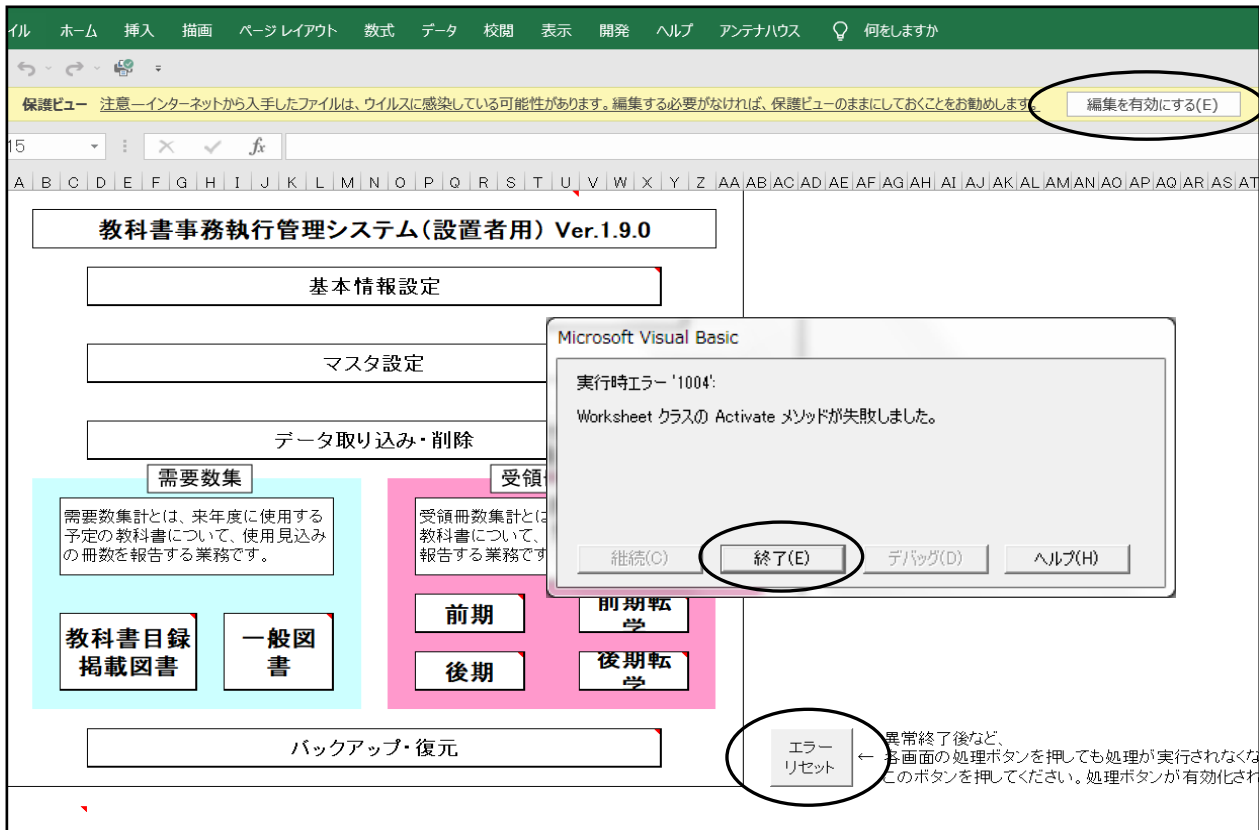 イル ホーム 挿入 描画 ページ レイアウト 数式 データ 校閲 表示 開発 ヘルプ アンテナハウス 何をしますか
保護ビュー 注意—インターネットから入手したファイルは、ウイルスに感染している可能性があります。編集する必要がなければ、保護ビューのままにしておくことをお勧めします。 編集を有効にする(E)
15 fx
A B C D E F G H I J K L M N O P Q R S T U V W X Y Z AA AB AC AD AE AF AG AH AI AJ AK AL AM AN AO AP AQ AR AS AT
教科書事務執行管理システム(設置者用) Ver.1.9.0
基本情報設定
マスタ設定
データ取り込み・削除
Microsoft Visual Basic
実行時エラー '1004':
Worksheet クラスの Activate メソッドが失敗しました。
継続(C) 終了(E) デバッグ(D) ヘルプ(H)
需要数集
需要数集計とは、来年度に使用する
予定の教科書について、使用見込み
の冊数を報告する業務です。
教科書目録
掲載図書
一般図
書
受領
受領冊数集計とは
教科書について、
報告する業務です
前期
前期転
学
後期
後期転
学
バックアップ・復元
エラー
リセット
←
異常終了後など、
各画面の処理ボタンを押しても処理が実行されなくな
このボタンを押してください。処理ボタンが有効化され